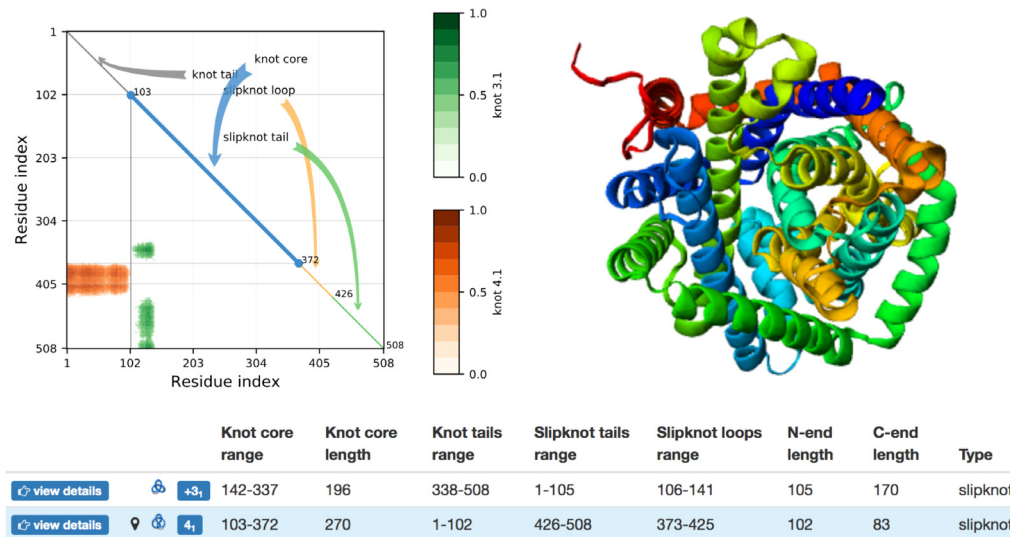 1
102
203
304
405
508
Residue index
1
102
203
304
405
508
Residue index
knot tail
knot core
slipknot loop
slipknot tail
103
372
426
508
1.0
0.5
0.0
knot 3.1
1.0
0.5
0.0
knot 4.1
Knot core range
Knot core length
Knot tails range
Slipknot tails range
Slipknot loops range
N-end length
C-end length
Type
view details +3₁ 142-337 196 338-508 1-105 106-141 105 170 slipknot
view details 4₁ 103-372 270 1-102 426-508 373-425 102 83 slipknot